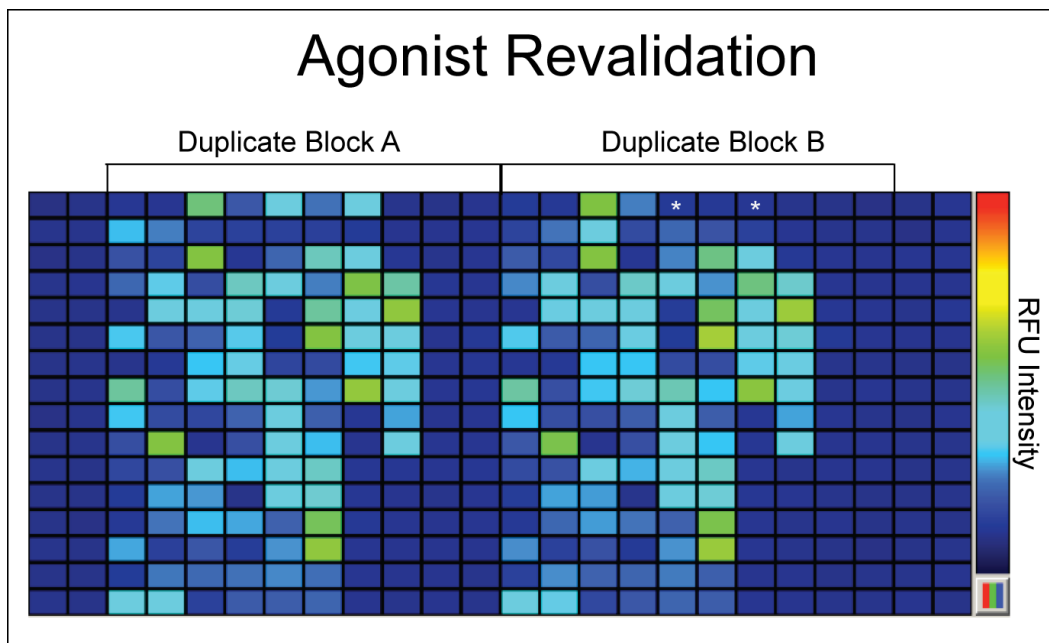 Agonist Revalidation
Duplicate Block A
Duplicate Block B
* *
RFU Intensity